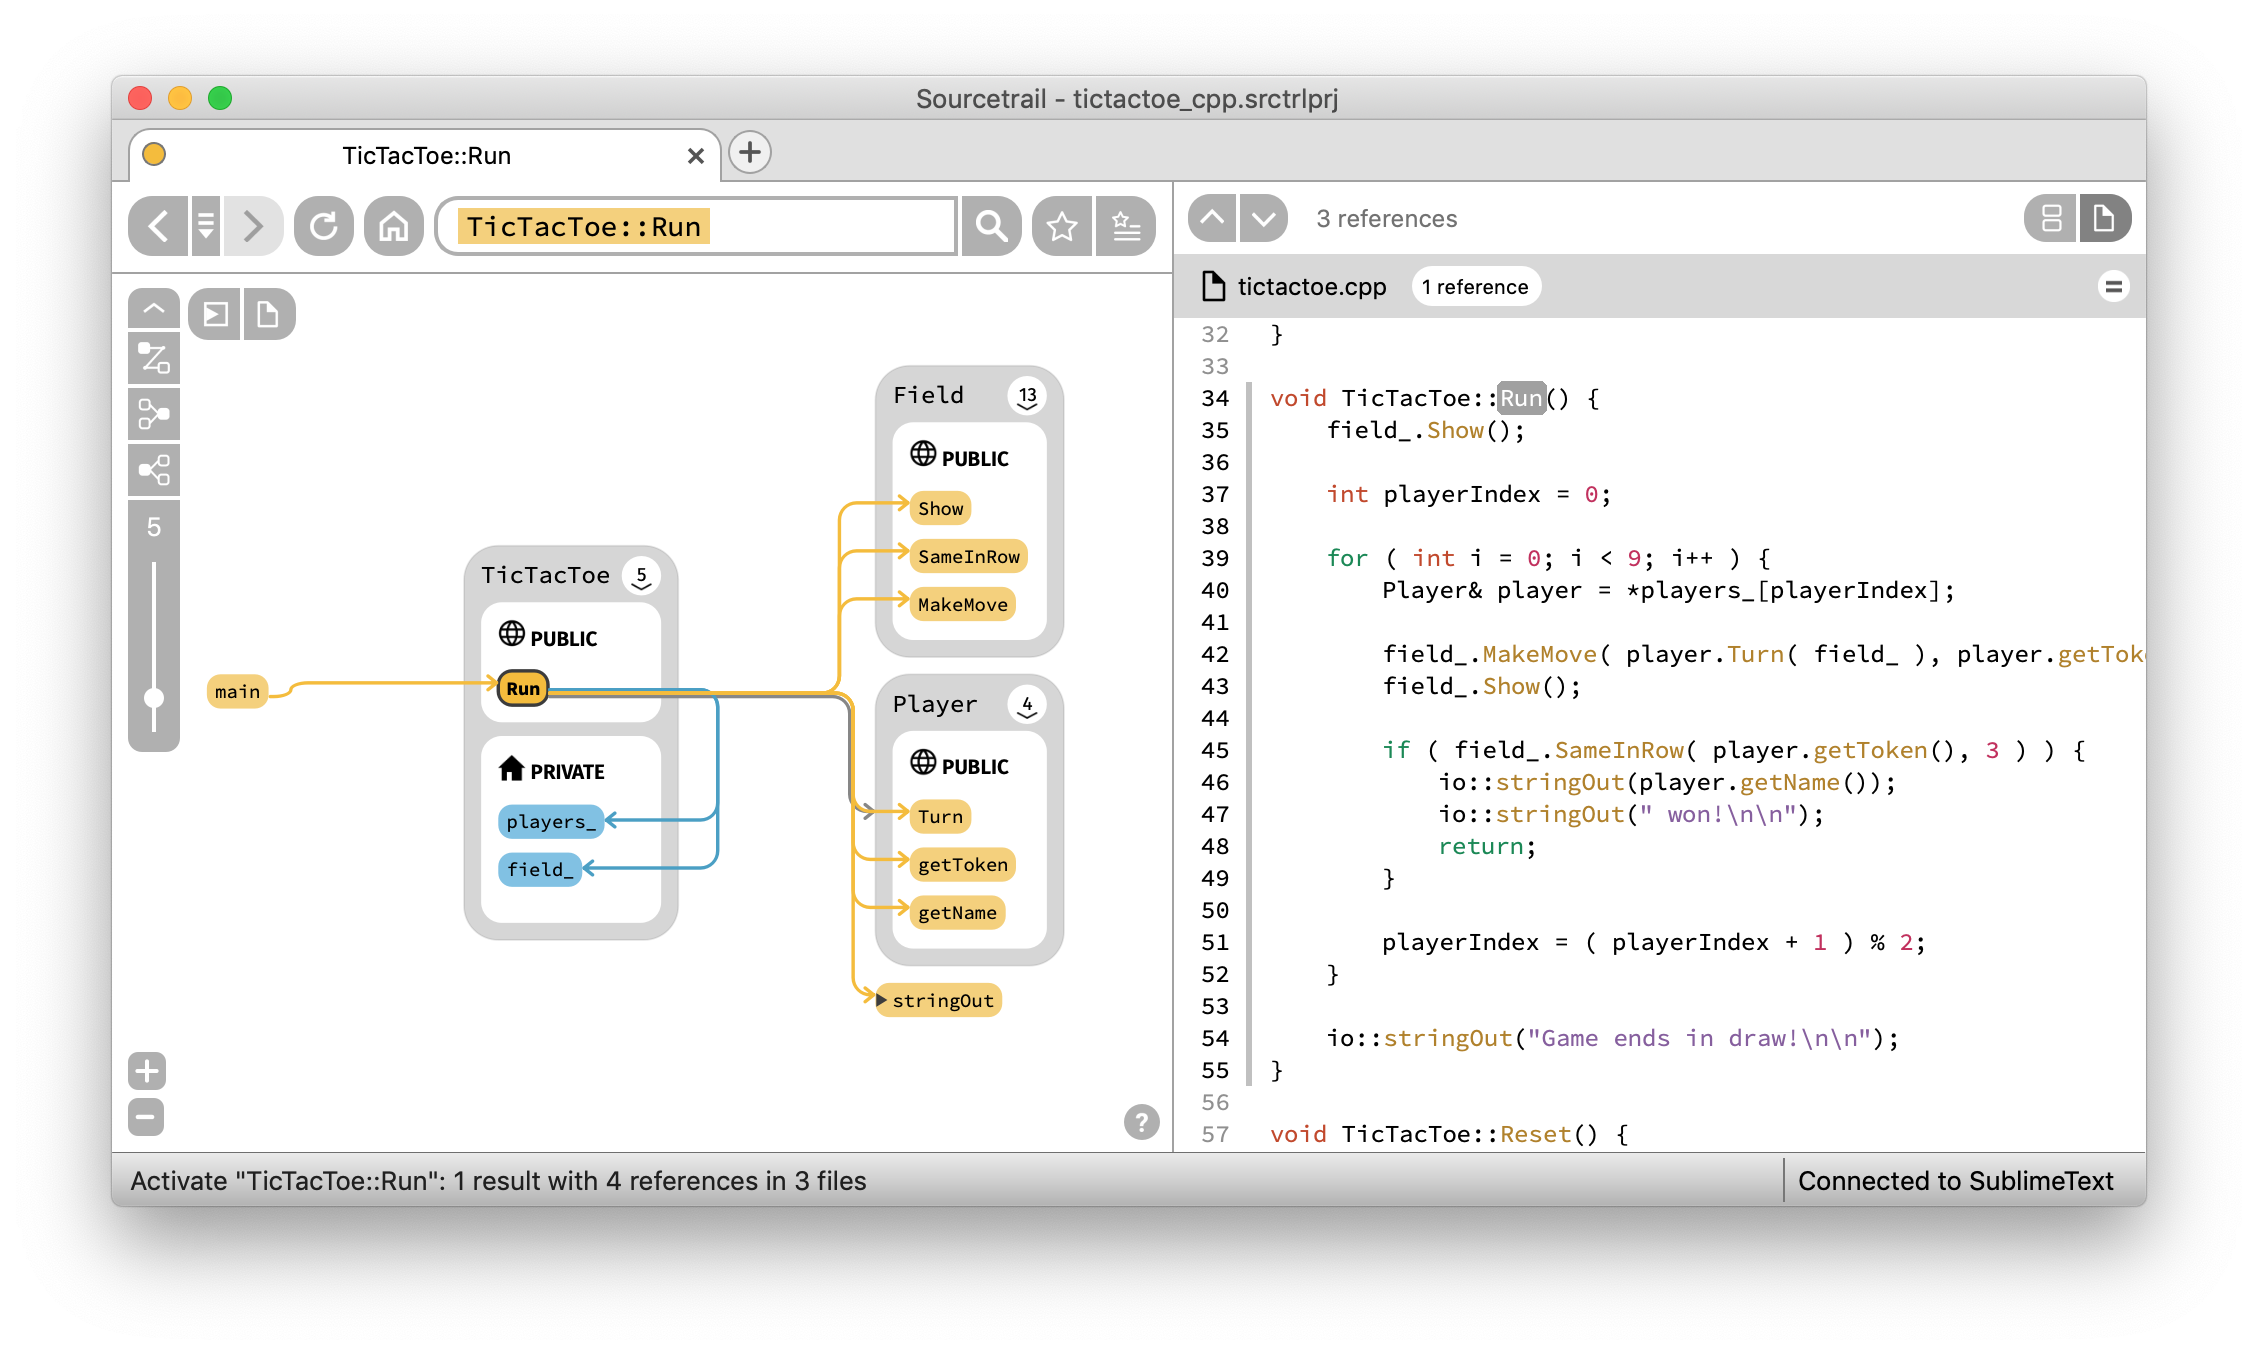 Sourcetrail - tictactoe_cpp.srctrlprj
TicTacToe::Run
TicTacToe::Run
5
main
TicTacToe 5
PUBLIC
Run
PRIVATE
players_
field_
Field 13
PUBLIC
Show
SameInRow
MakeMove
Player 4
PUBLIC
Turn
getToken
getName
stringOut
?
3 references
tictactoe.cpp 1 reference
32 }
33
34 void TicTacToe::Run() {
35 field_.Show();
36
37 int playerIndex = 0;
38
39 for ( int i = 0; i < 9; i++ ) {
40 Player& player = *players_[playerIndex];
41
42 field_.MakeMove( player.Turn( field_ ), player.getTok
43 field_.Show();
44
45 if ( field_.SameInRow( player.getToken(), 3 ) ) {
46 io::stringOut(player.getName());
47 io::stringOut(" won!\n\n");
48 return;
49 }
50
51 playerIndex = ( playerIndex + 1 ) % 2;
52 }
53
54 io::stringOut("Game ends in draw!\n\n");
55 }
56
57 void TicTacToe::Reset() {
Activate "TicTacToe::Run": 1 result with 4 references in 3 files
Connected to SublimeText